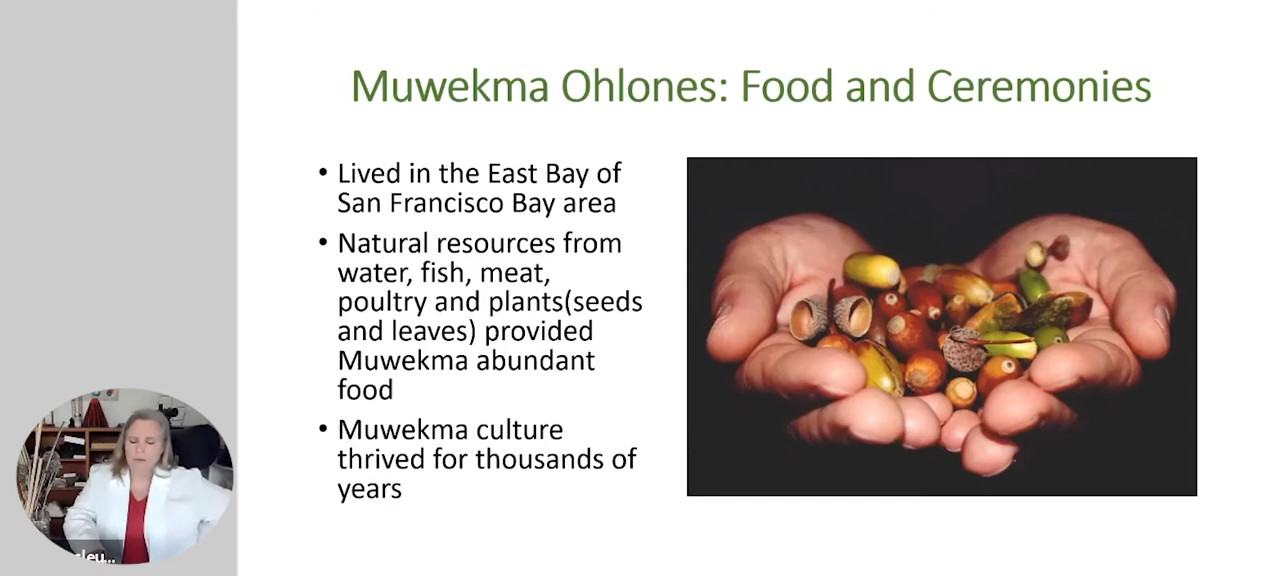 Muwekma Ohlones: Food and Ceremonies
• Lived in the East Bay of
San Francisco Bay area
• Natural resources from
water, fish, meat,
poultry and plants(seeds
and leaves) provided
Muwekma abundant
food
• Muwekma culture
thrived for thousands of
years